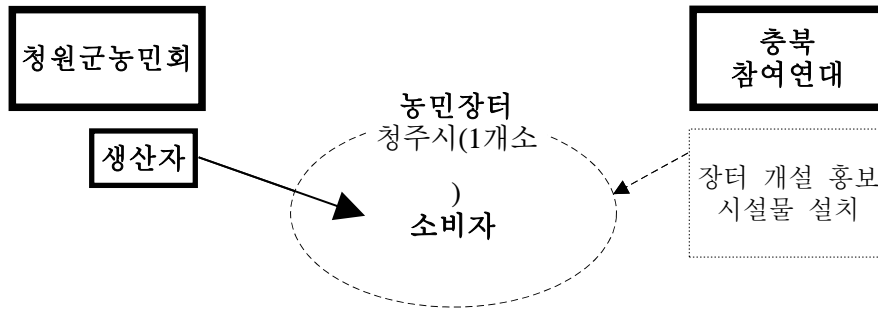 청원군농민회
충북
참여연대
농민장터
청주시(1개소
)
소비자
생산자
장터 개설 홍보
시설물 설치